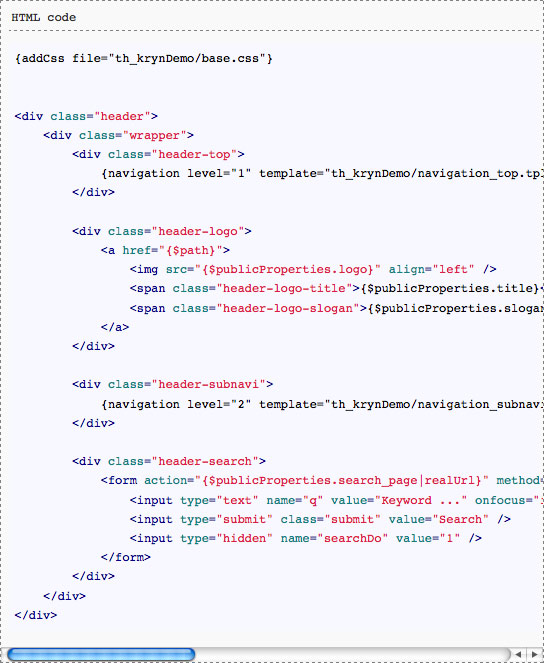 HTML code
{addCss file="th_krynDemo/base.css"}
<div class="header">
<div class="wrapper">
<div class="header-top">
{navigation level="1" template="th_krynDemo/navigation_top.tpl
</div>
<div class="header-logo">
<a href="{$path}">
<img src="{$publicProperties.logo}" align="left" />
<span class="header-logo-title">{$publicProperties.title}<
<span class="header-logo-slogan">{$publicProperties.slogan
</a>
</div>
<div class="header-subnavi">
{navigation level="2" template="th_krynDemo/navigation_subnavi
</div>
<div class="header-search">
<form action="{$publicProperties.search_page|realUrl}" method=
<input type="text" name="q" value="Keyword ..." onfocus="
<input type="submit" class="submit" value="Search" />
<input type="hidden" name="searchDo" value="1" />
</form>
</div>
</div>
</div>